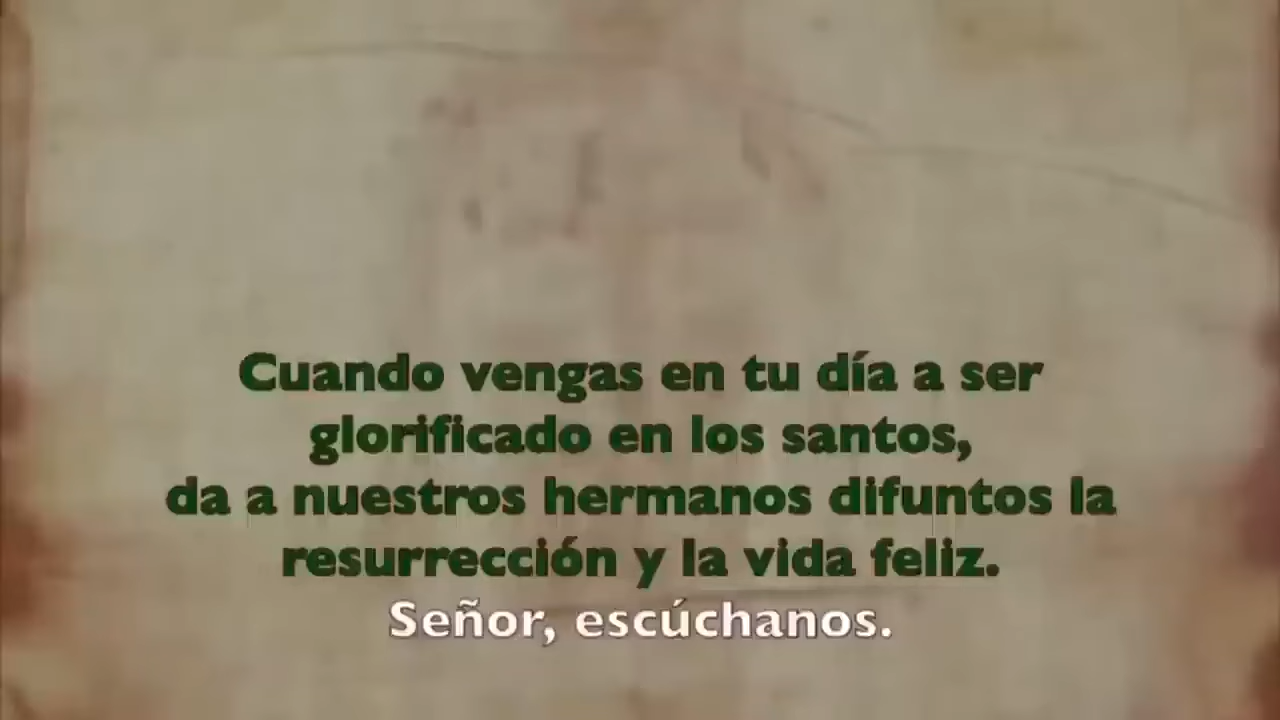 Cuando vengas en tu día a ser
glorificado en los santos,
da a nuestros hermanos difuntos la
resurrección y la vida feliz.
Señor, escúchanos.